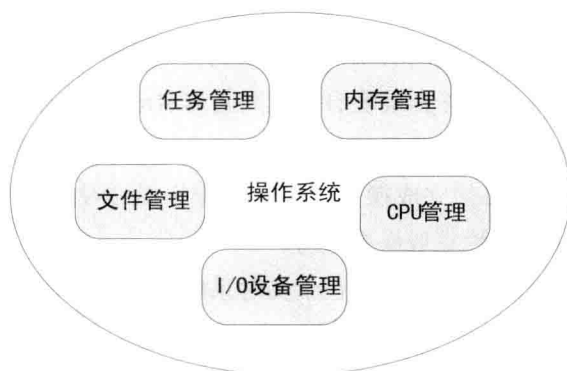 任务管理
内存管理
文件管理
操作系统
CPU管理
I/O设备管理